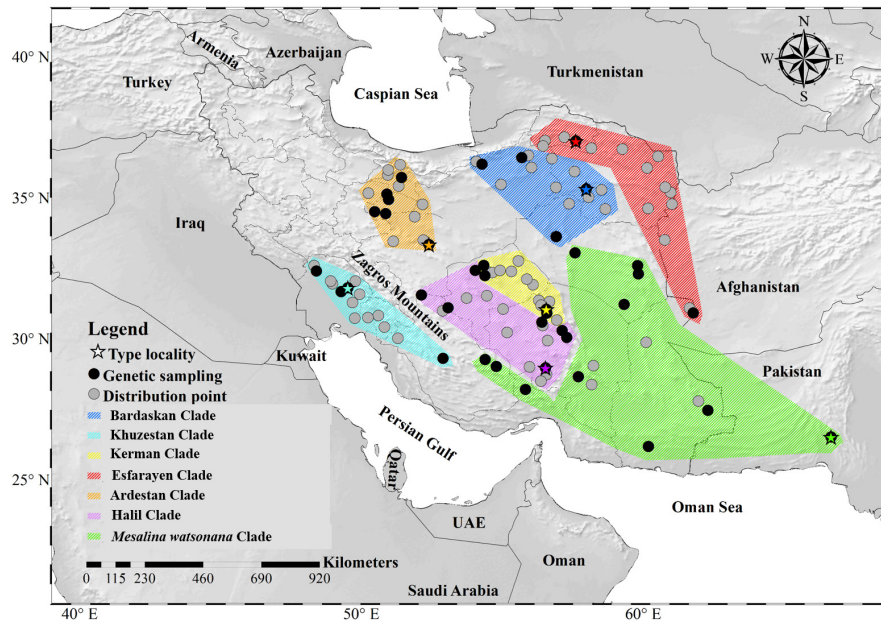 40° N
35° N
30° N
25° N
40° E
50° E
60° E
N
W E
S
Armenia
Azerbaijan
Turkey
Caspian Sea
Turkmenistan
Iraq
Zagros Mountains
Afghanistan
Kuwait
Pakistan
Persian Gulf
Qatar
UAE
Oman Sea
Oman
Saudi Arabia
Legend
Type locality
Genetic sampling
Distribution point
Bardaskan Clade
Khuzestan Clade
Kerman Clade
Esfarayen Clade
Ardestan Clade
Halil Clade
Mesalina watsonana Clade
Kilometers
0 115 230 460 690 920